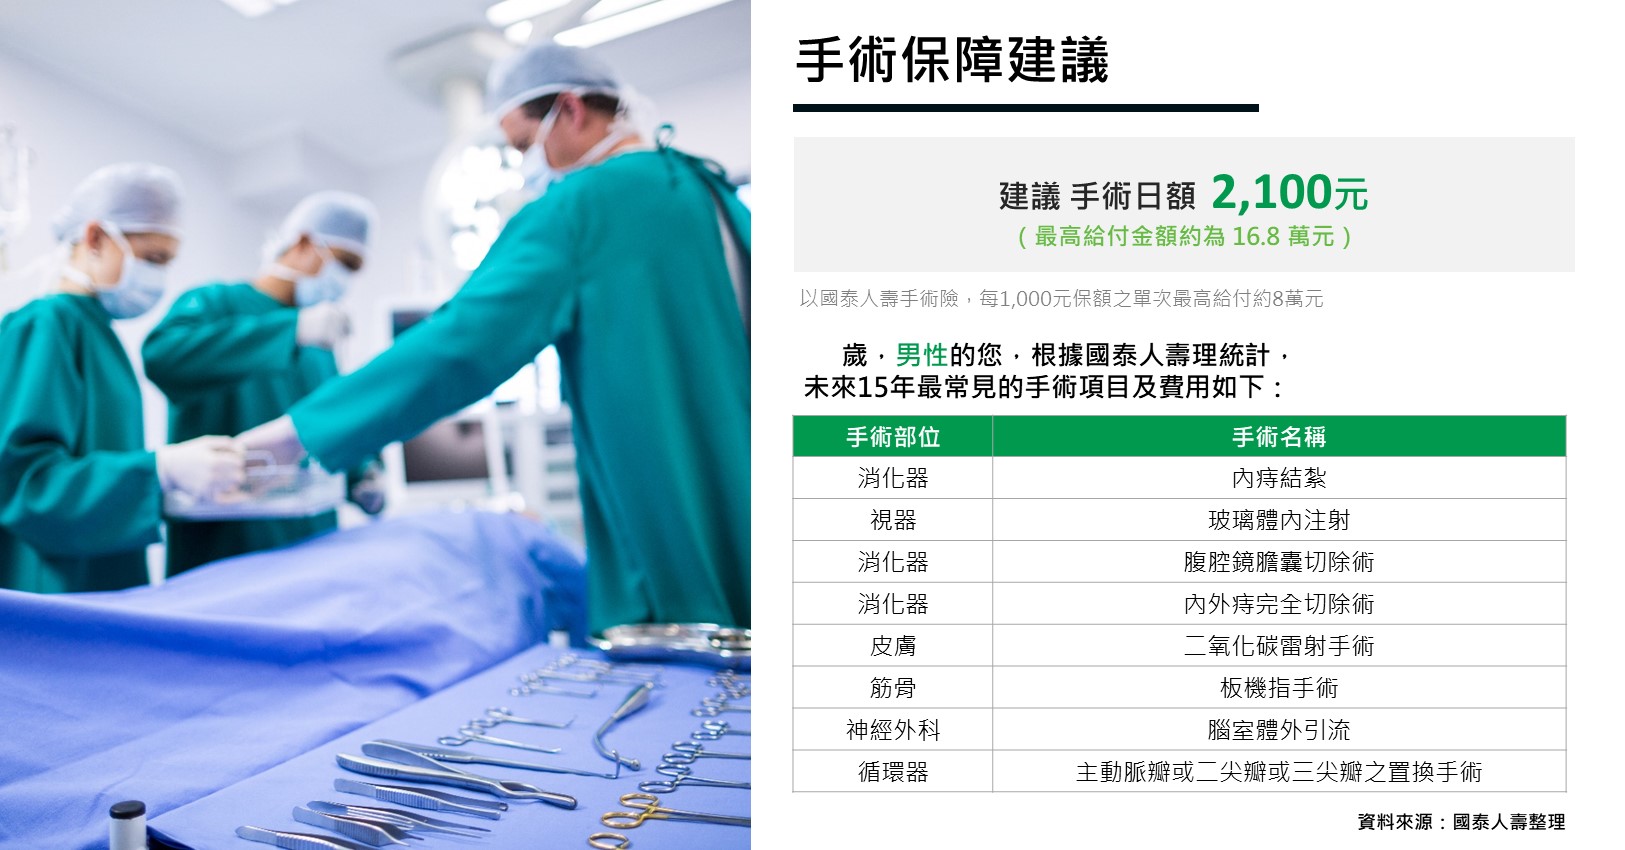 手術保障建議
建議 手術日額 2,100元
( 最高給付金額約為 16.8 萬元 )
以國泰人壽手術險，每1,000元保額之單次最高給付約8萬元
歲，男性的您，根據國泰人壽理統計，
未來15年最常見的手術項目及費用如下：
手術部位 手術名稱
消化器 內痔結紮
視器 玻璃體內注射
消化器 腹腔鏡膽囊切除術
消化器 內外痔完全切除術
皮膚 二氧化碳雷射手術
筋骨 板機指手術
神經外科 腦室體外引流
循環器 主動脈瓣或二尖瓣或三尖瓣之置換手術
資料來源：國泰人壽整理